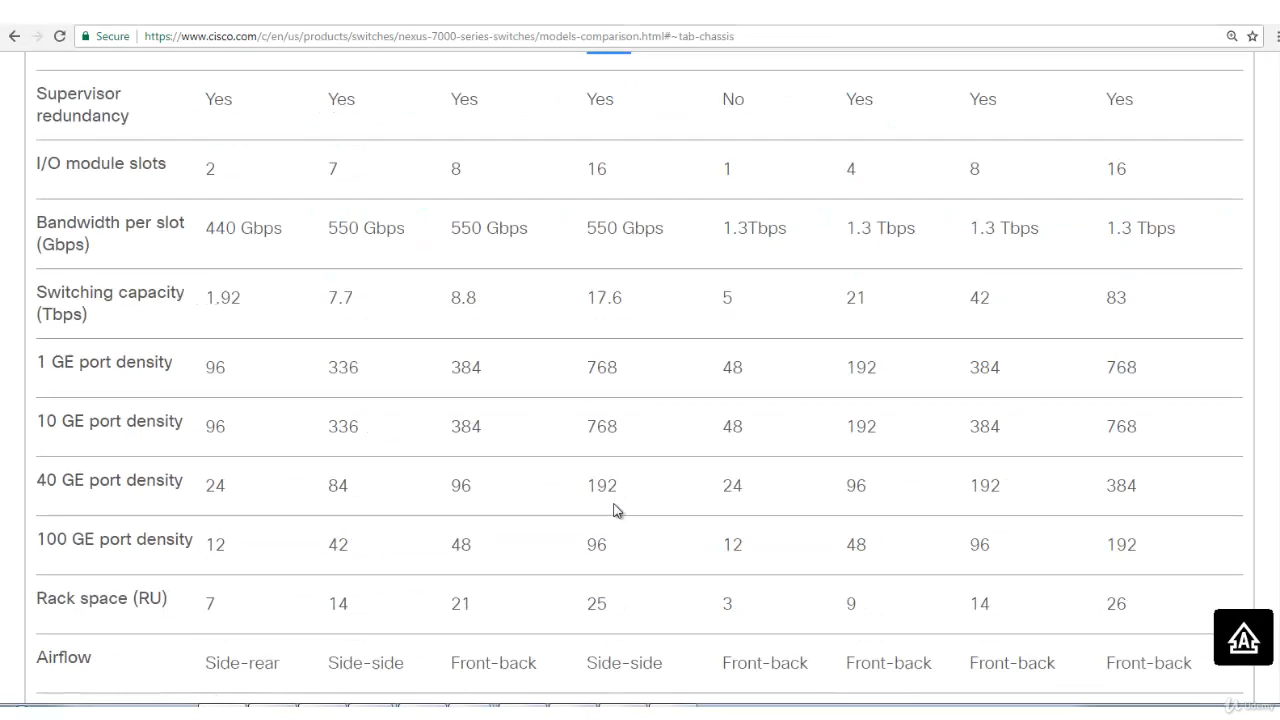 Secure
https://www.cisco.com/c/en/us/products/switches/nexus-7000-series-switches/models-comparison.html#~tab-chassis
Supervisor redundancy Yes Yes Yes Yes No Yes Yes Yes
I/O module slots 2 7 8 16 1 4 8 16
Bandwidth per slot (Gbps) 440 Gbps 550 Gbps 550 Gbps 550 Gbps 1.3Tbps 1.3 Tbps 1.3 Tbps 1.3 Tbps
Switching capacity (Tbps) 1.92 7.7 8.8 17.6 5 21 42 83
1 GE port density 96 336 384 768 48 192 384 768
10 GE port density 96 336 384 768 48 192 384 768
40 GE port density 24 84 96 192 24 96 192 384
100 GE port density 12 42 48 96 12 48 96 192
Rack space (RU) 7 14 21 25 3 9 14 26
Airflow Side-rear Side-side Front-back Side-side Front-back Front-back Front-back Front-back
A
Udemy